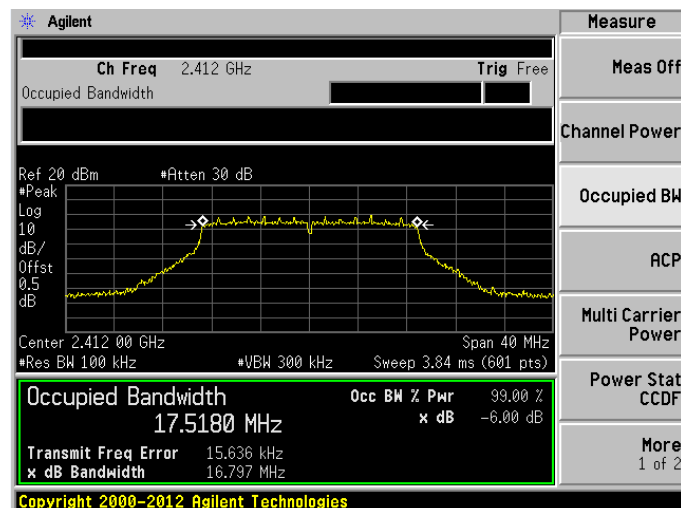 Agilent
Measure
Ch Freq 2.412 GHz Trig Free
Occupied Bandwidth
Meas Off
Channel Power
Occupied BW
ACP
Multi Carrier
Power
Power Stat
CCDF
More
1 of 2
Ref 20 dBm #Atten 30 dB
#Peak
Log
10
dB/
Offst
0.5
dB
Center 2.412 00 GHz Span 40 MHz
#Res BW 100 kHz #VBW 300 kHz Sweep 3.84 ms (601 pts)
Occupied Bandwidth Occ BW % Pwr 99.00 %
17.5180 MHz x dB -6.00 dB
Transmit Freq Error 15.636 kHz
x dB Bandwidth 16.797 MHz
Copyright 2000-2012 Agilent Technologies